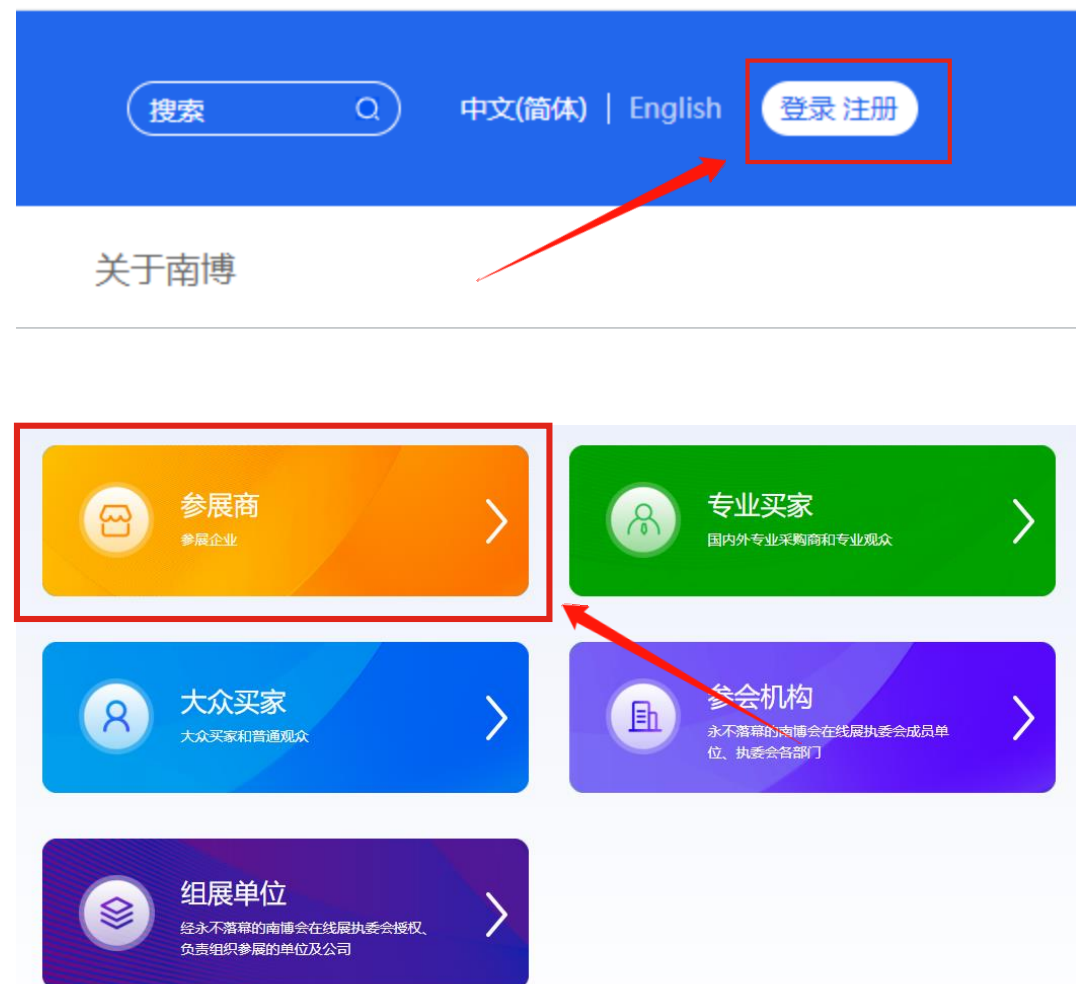 搜索
中文(简体) | English
登录 注册
关于南博
参展商
参展企业
专业买家
国内外专业采购商和专业观众
大众买家
大众买家和普通观众
参会机构
永不落幕的南博会在线展执委会成员单
位、执委会各部门
组展单位
经永不落幕的南博会在线展执委会授权、
负责组织参展的单位及公司